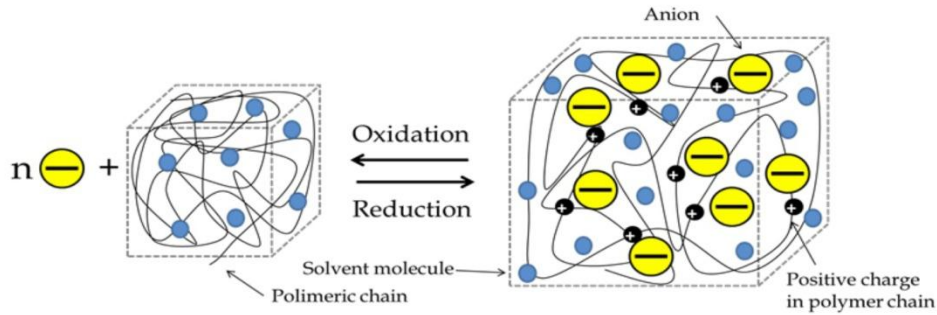 Anion
n − +
Oxidation
Reduction
Solvent molecule
Polimeric chain
Positive charge
in polymer chain